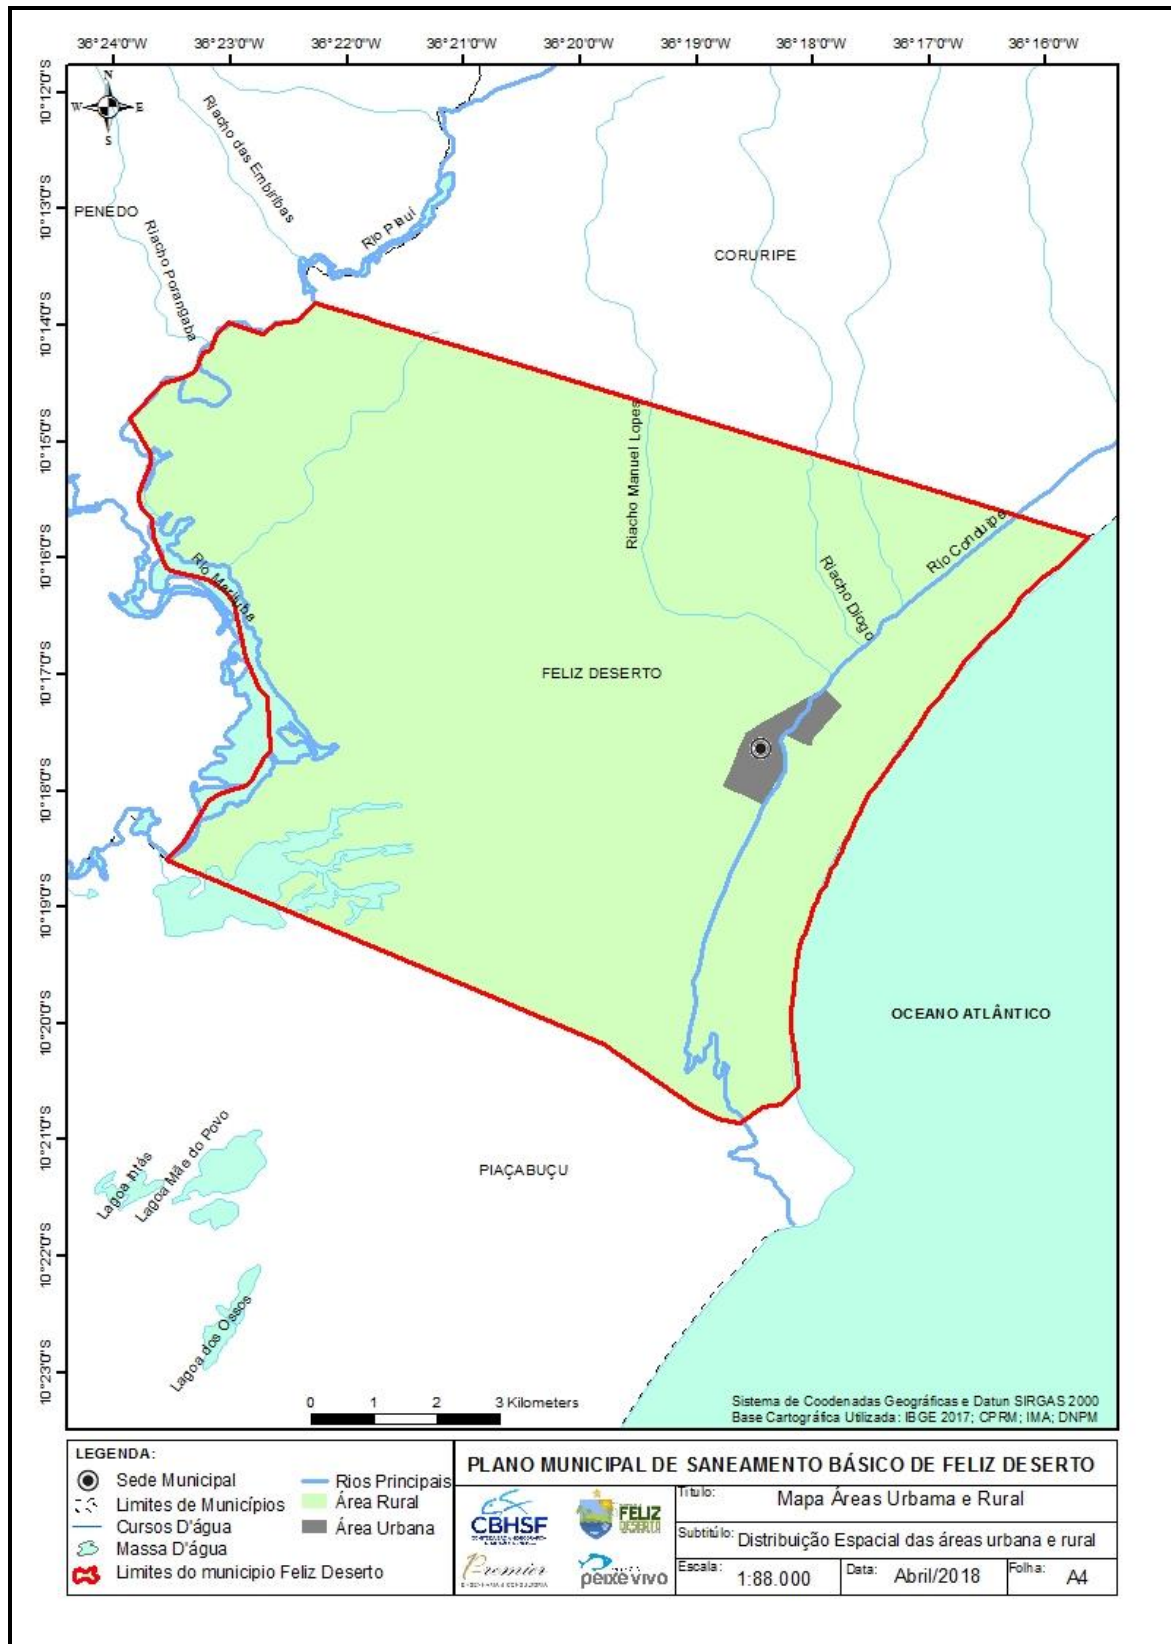 36°24'0"W 36°23'0"W 36°22'0"W 36°21'0"W 36°20'0"W 36°19'0"W 36°18'0"W 36°17'0"W 36°16'0"W
10°12'0"S
10°13'0"S
10°14'0"S
10°15'0"S
10°16'0"S
10°17'0"S
10°18'0"S
10°19'0"S
10°20'0"S
10°21'0"S
10°22'0"S
10°23'0"S
N
W E
S
Riacho das Embiribas
PENEDO
Rio Piauí
Riacho Porangaba
CORURIPE
Riacho Manuel Lopes
Rio Conduípe
Rio Marituba
Riacho Diogo
FELIZ DESERTO
OCEANO ATLÂNTICO
PIAÇABUÇU
Lagoa Intás
Lagoa Mãe do Povo
Lagoa dos Ossos
0 1 2 3 Kilometers
Sistema de Coodenadas Geográficas e Datun SIRGAS 2000
Base Cartográfica Utilizada: IBGE 2017; CPRM; IMA; DNPM
LEGENDA:
Sede Municipal
Limites de Municípios
Cursos D'água
Massa D'água
Limites do municipio Feliz Deserto
Rios Principais
Área Rural
Área Urbana
PLANO MUNICIPAL DE SANEAMENTO BÁSICO DE FELIZ DESERTO
CBHSF
FELIZ
DESERTO
Premier
ENGENHARIA E CONSULTORIA
peixe vivo
Título: Mapa Áreas Urbama e Rural
Subtitúlo: Distribuição Espacial das áreas urbana e rural
Escala: 1:88.000
Data: Abril/2018
Folha: A4